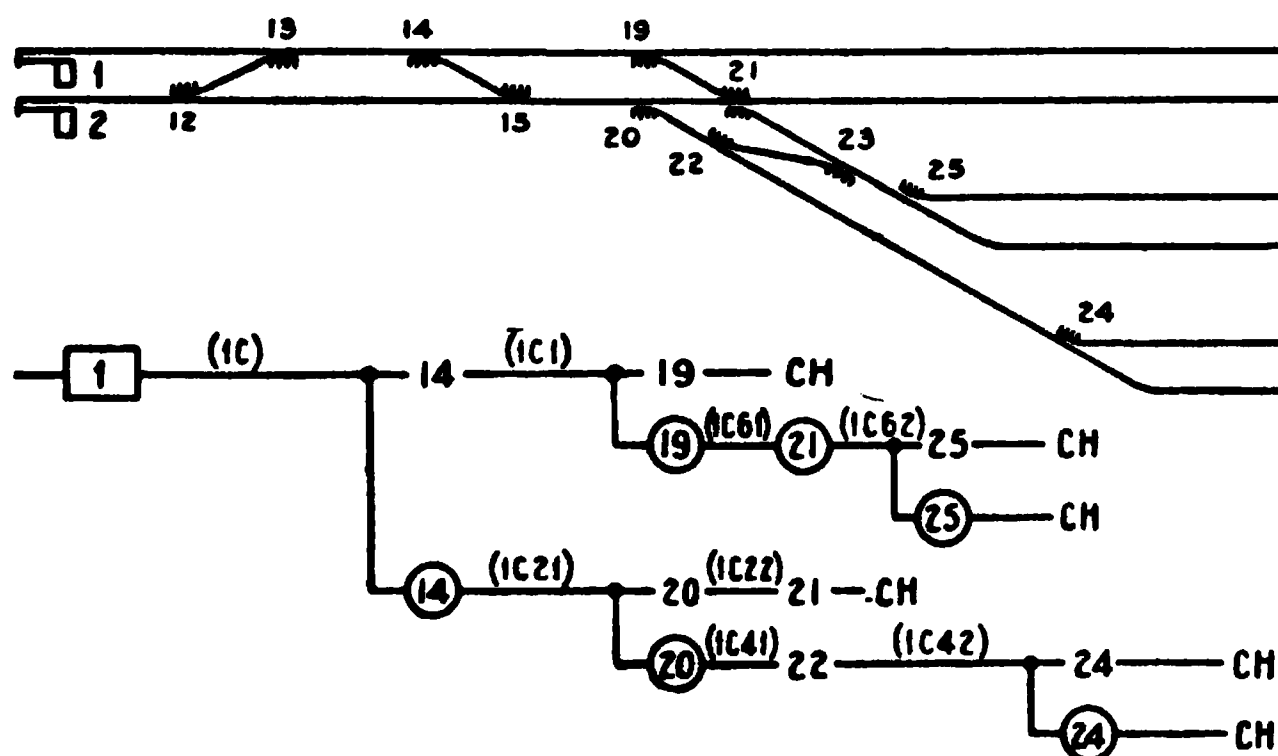 13 14 19
1 21
2 12 15 20 22 23 25
24
1 (1C) 14 (1C1) 19 CH
19 (1C61) 21 (1C62) 25 CH
25 CH
14 (1C21) 20 (1C22) 21 CH
20 (1C41) 22 (1C42) 24 CH
24 CH